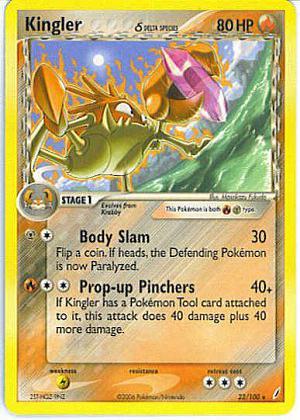 Kingler
δ DELTA SPECIES
80 HP
Illus. Masakazu Fukuda
STAGE 1
Evolves from
Krabby
This Pokémon is both type.
Body Slam 30
Flip a coin. If heads, the Defending Pokémon
is now Paralyzed.
Prop-up Pinchers 40+
If Kingler has a Pokémon Tool card attached
to it, this attack does 40 damage plus 40
more damage.
weakness resistance retreat cost
©2006 Pokémon/Nintendo 22/100